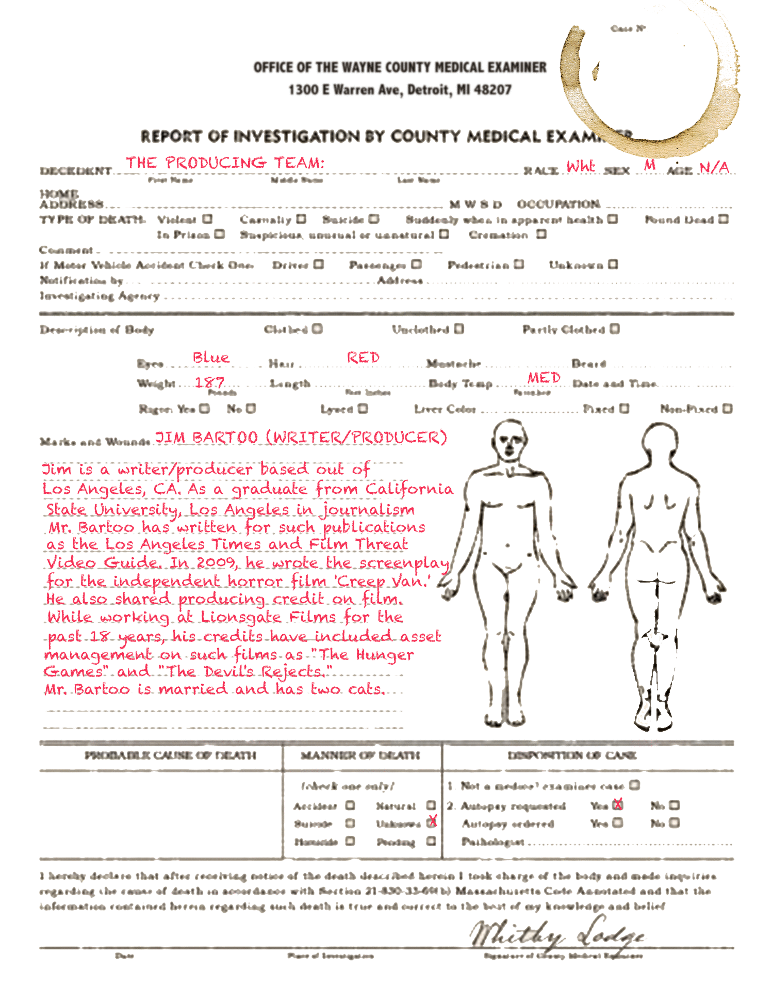 Case Nº
OFFICE OF THE WAYNE COUNTY MEDICAL EXAMINER
1300 E Warren Ave, Detroit, MI 48207
REPORT OF INVESTIGATION BY COUNTY MEDICAL EXAMINER
DECEDENT THE PRODUCING TEAM: RACE Wht SEX M AGE N/A
First Name Middle Name Last Name
HOME
ADDRESS M W S D OCCUPATION
TYPE OF DEATH: Violent Casualty Suicide Suddenly when in apparent health Found Dead
In Prison Suspicious, unusual or unnatural Cremation
Comment
If Motor Vehicle Accident Check One: Driver Passenger Pedestrian Unknown
Notification by Address
Investigating Agency
Description of Body Clothed Unclothed Partly Clothed
Eyes Blue Hair RED Mustache Beard
Weight 187 Length Body Temp MED Date and Time
Pounds Feet Inches
Rigor: Yes No Lysed Liver Color Fixed Non-Fixed
Marks and Wounds JIM BARTOO (WRITER/PRODUCER)
Jim is a writer/producer based out of
Los Angeles, CA. As a graduate from California
State University, Los Angeles in journalism
Mr. Bartoo has written for such publications
as the Los Angeles Times and Film Threat
Video Guide. In 2009, he wrote the screenplay
for the independent horror film 'Creep Van.'
He also shared producing credit on film.
While working at Lionsgate Films for the
past 18 years, his credits have included asset
management on such films as "The Hunger
Games" and "The Devil's Rejects."
Mr. Bartoo is married and has two cats.
PROBABLE CAUSE OF DEATH MANNER OF DEATH DISPOSITION OF CASE
(check one only) 1. Not a medical examiner case
Accident Natural 2. Autopsy requested Yes X No
Suicide Unknown X Autopsy ordered Yes No
Homicide Pending Pathologist
I hereby declare that after receiving notice of the death described herein I took charge of the body and made inquiries
regarding the cause of death in accordance with Section Massachusetts Code Annotated and that the
information contained herein regarding such death is true and correct to the best of my knowledge and belief
Whitby Lodge
Date Place of Investigation Signature of County Medical Examiner